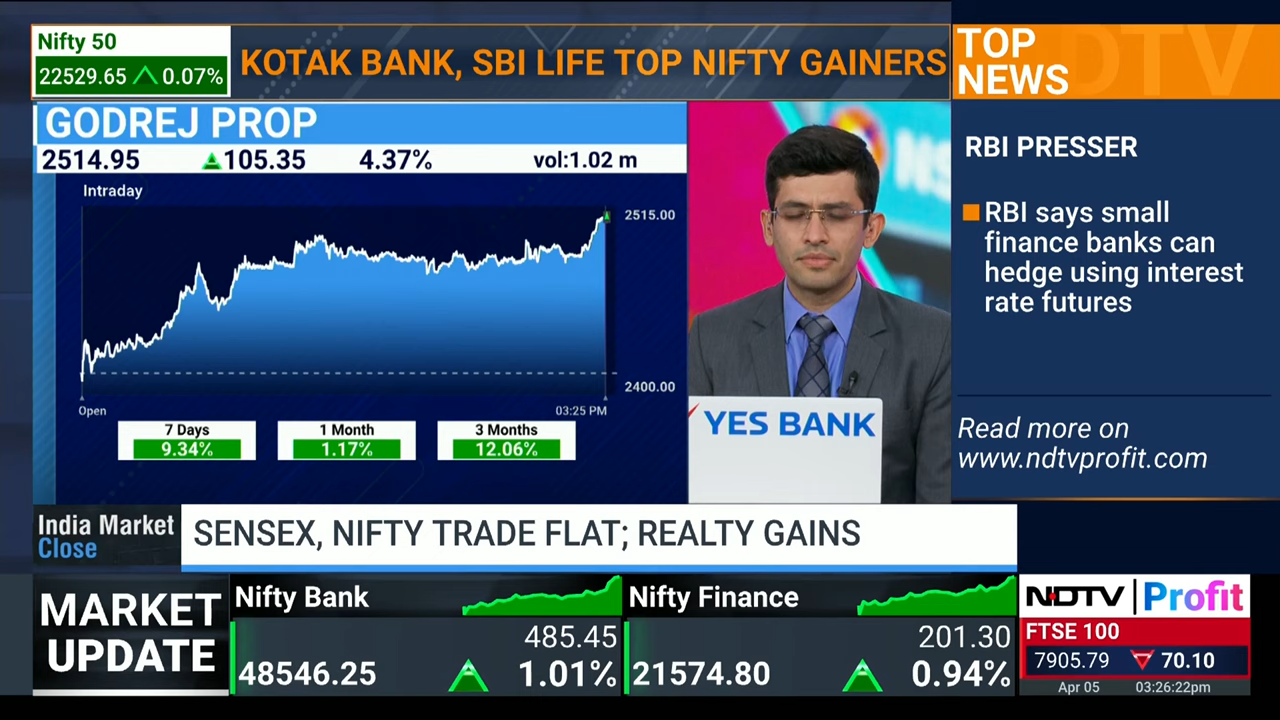 Nifty 50
22529.65 0.07%
KOTAK BANK, SBI LIFE TOP NIFTY GAINERS
TOP
NEWS
NDTV
GODREJ PROP
2514.95 105.35 4.37% vol:1.02 m
Intraday
2515.00
2400.00
Open 03:25 PM
7 Days
9.34%
1 Month
1.17%
3 Months
12.06%
NS
YES BANK
RBI PRESSER
RBI says small
finance banks can
hedge using interest
rate futures
Read more on
www.ndtvprofit.com
India Market
Close
SENSEX, NIFTY TRADE FLAT; REALTY GAINS
MARKET
UPDATE
Nifty Bank
485.45
48546.25 1.01%
Nifty Finance
201.30
21574.80 0.94%
NDTV Profit
FTSE 100
7905.79 70.10
Apr 05 03:26:22pm